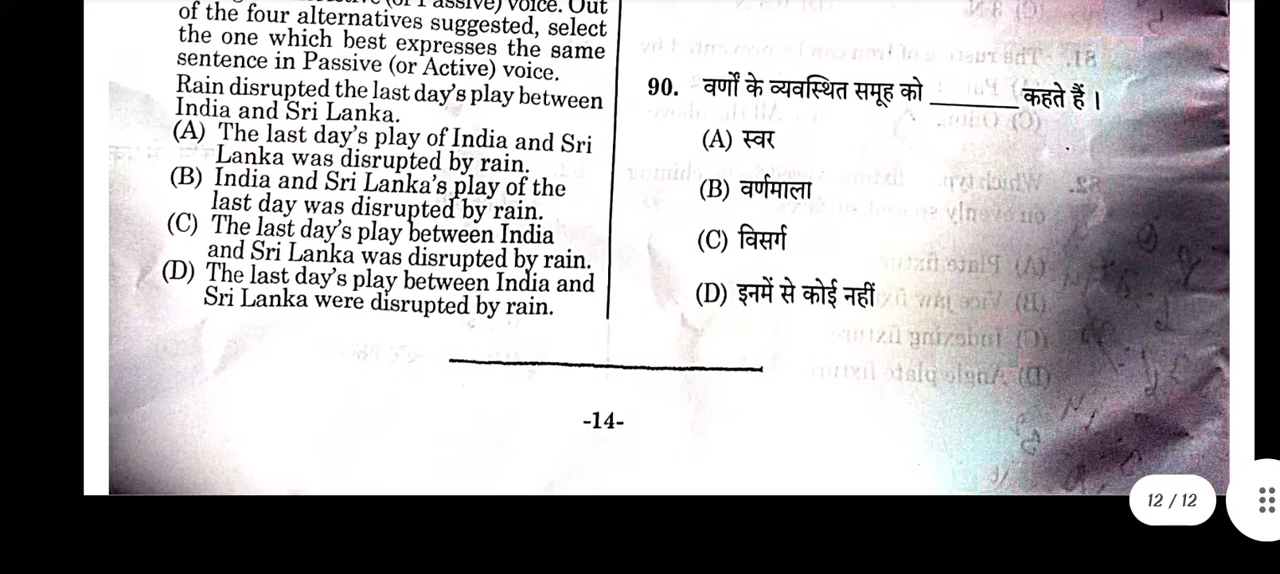 Passive) voice. Out
of the four alternatives suggested, select
the one which best expresses the same
sentence in Passive (or Active) voice.
Rain disrupted the last day's play between
India and Sri Lanka.
(A) The last day's play of India and Sri
Lanka was disrupted by rain.
(B) India and Sri Lanka's play of the
last day was disrupted by rain.
(C) The last day's play between India
and Sri Lanka was disrupted by rain.
(D) The last day's play between India and
Sri Lanka were disrupted by rain.
90. वर्णों के व्यवस्थित समूह को ______ कहते हैं ।
(A) स्वर
(B) वर्णमाला
(C) विसर्ग
(D) इनमें से कोई नहीं
-14-
12 / 12